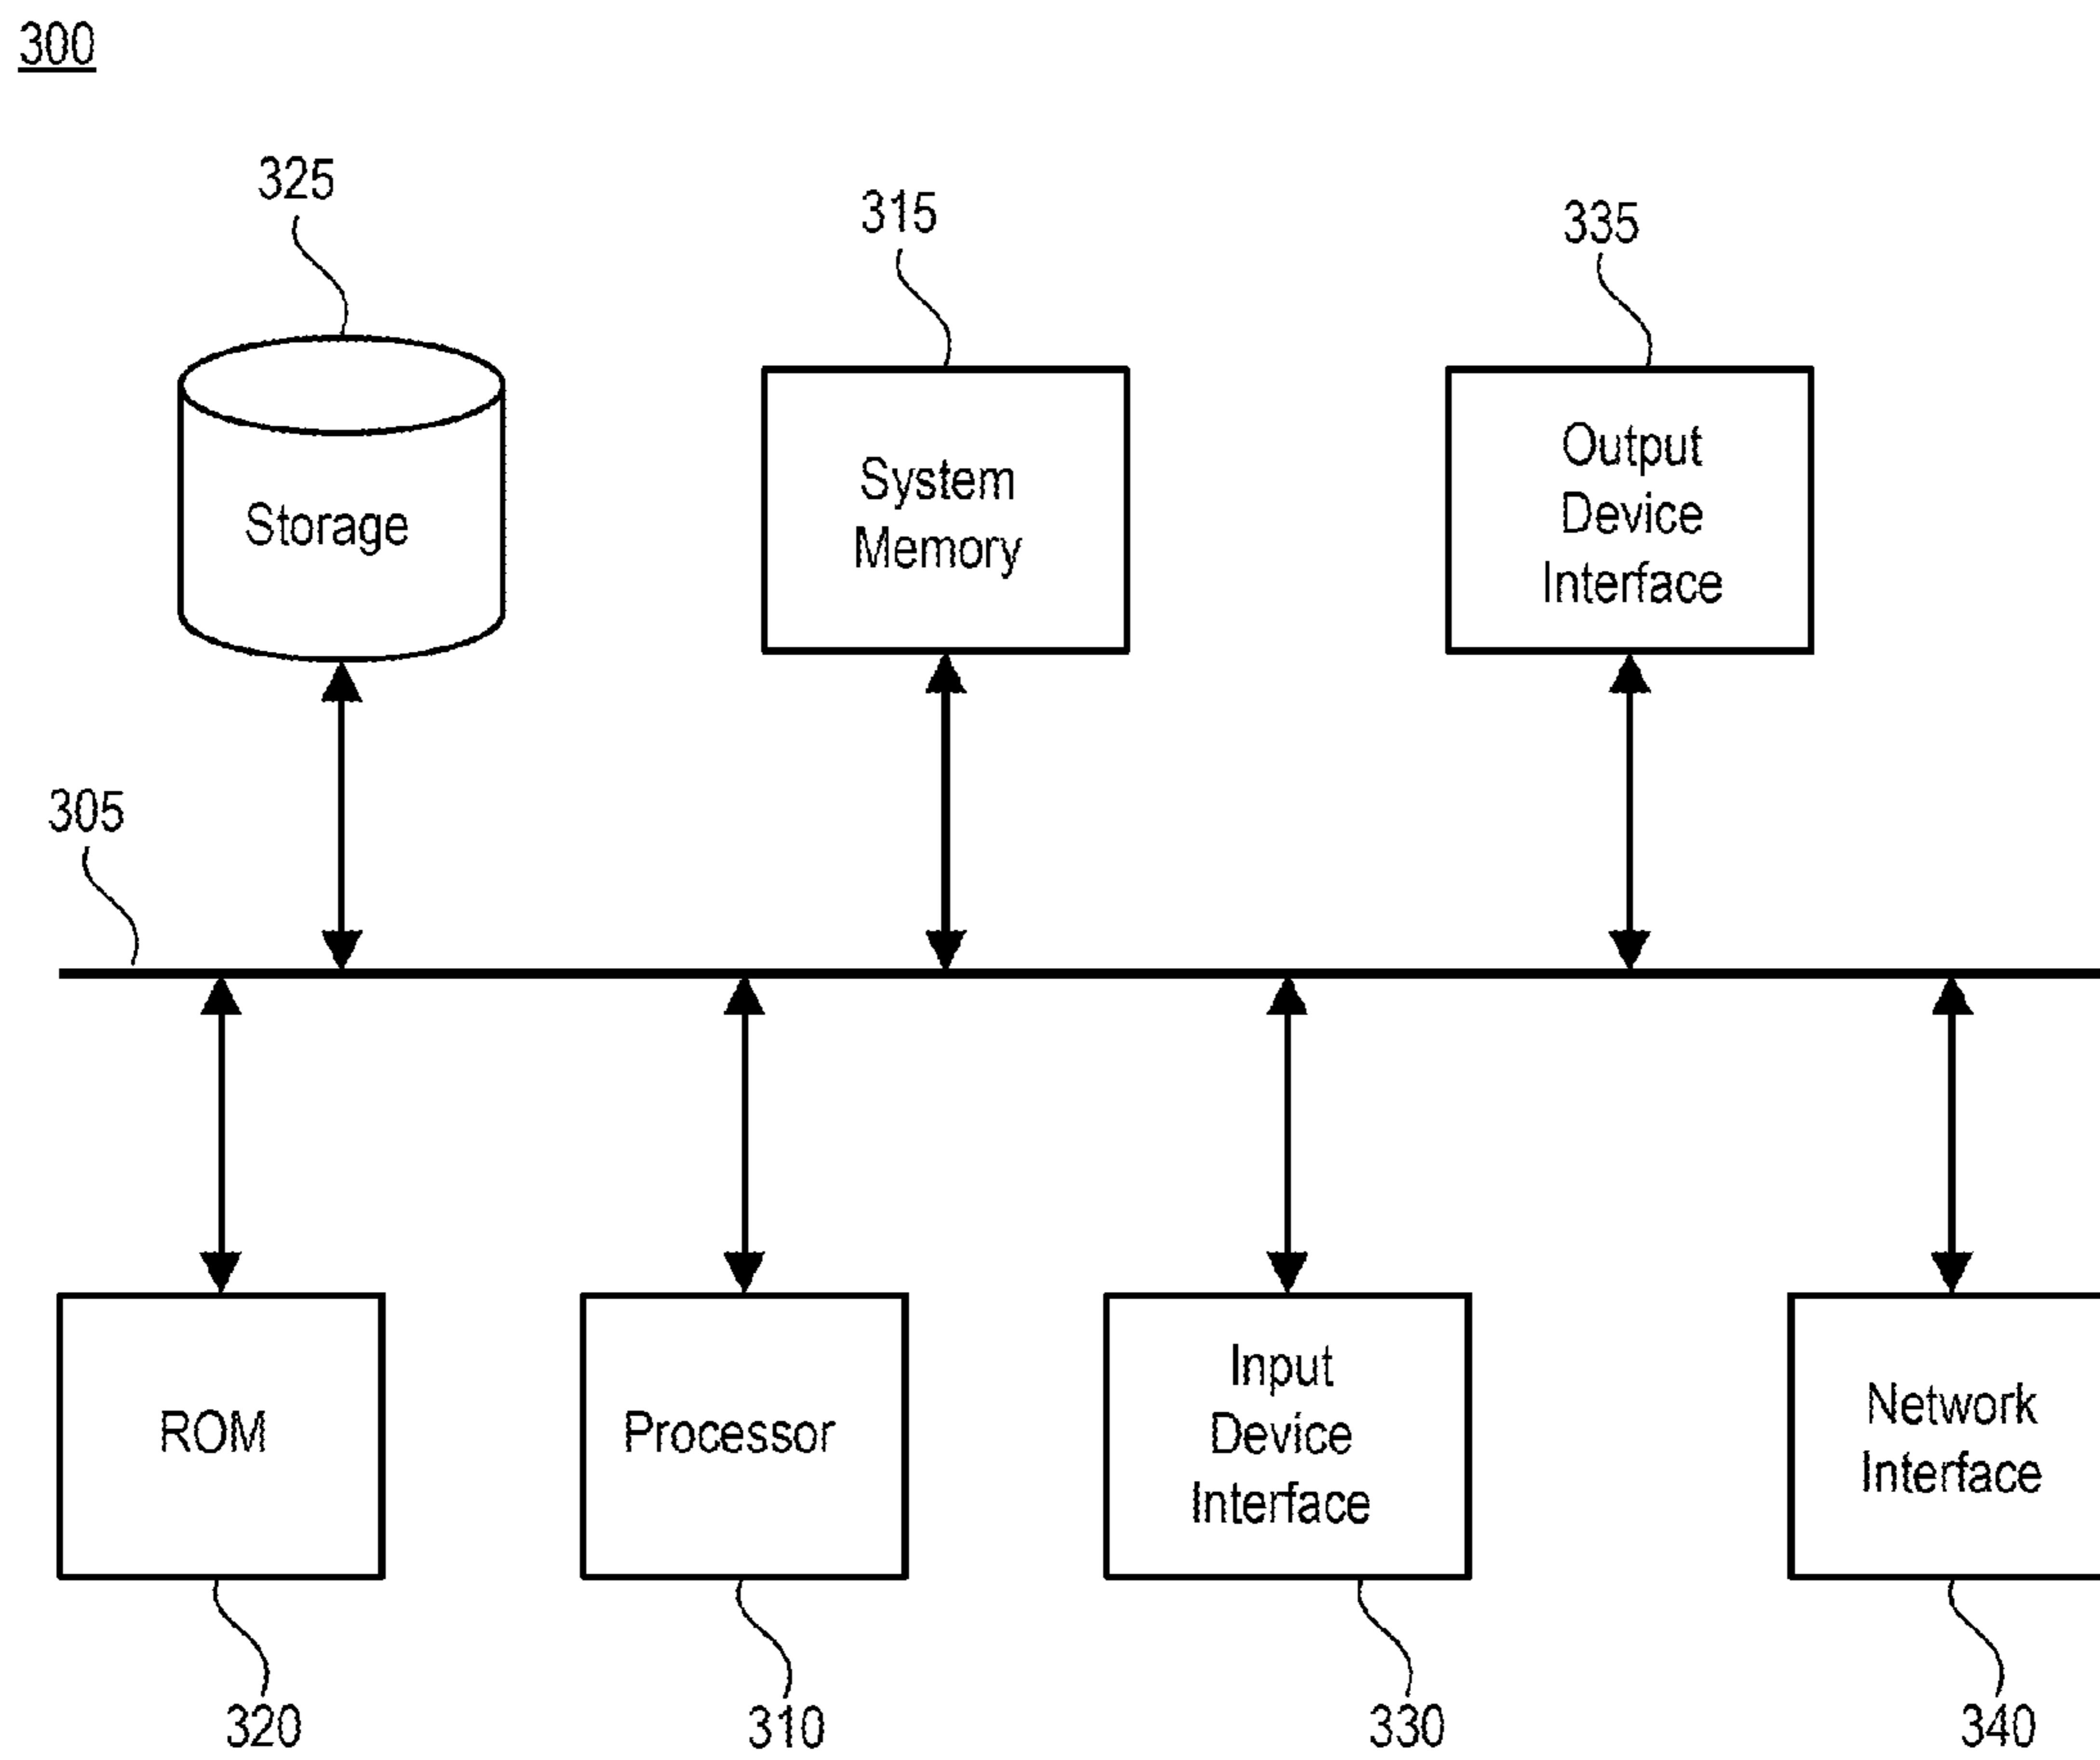 300
325
315
335
Storage
System
Memory
Output
Device
Interface
305
ROM
Processor
Input
Device
Interface
Network
Interface
320
310
330
340